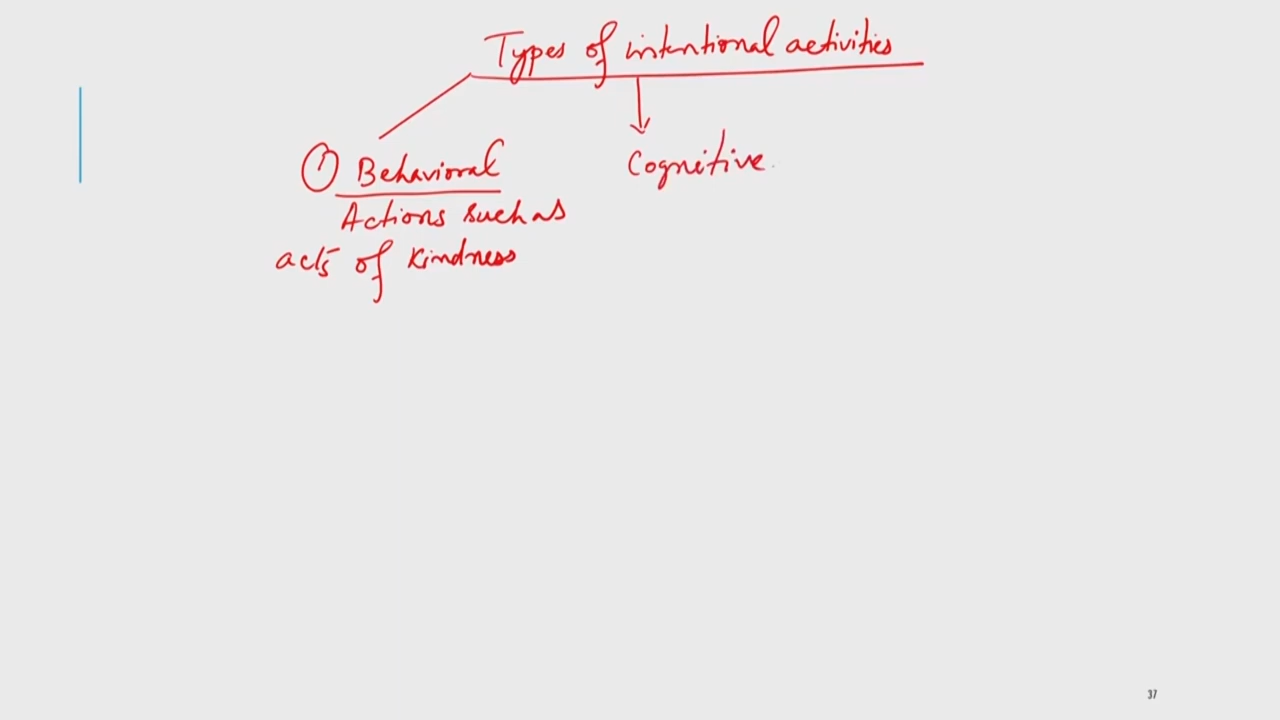 Types of intentional activities
① Behavioral
Cognitive
Actions such as
acts of kindness
37